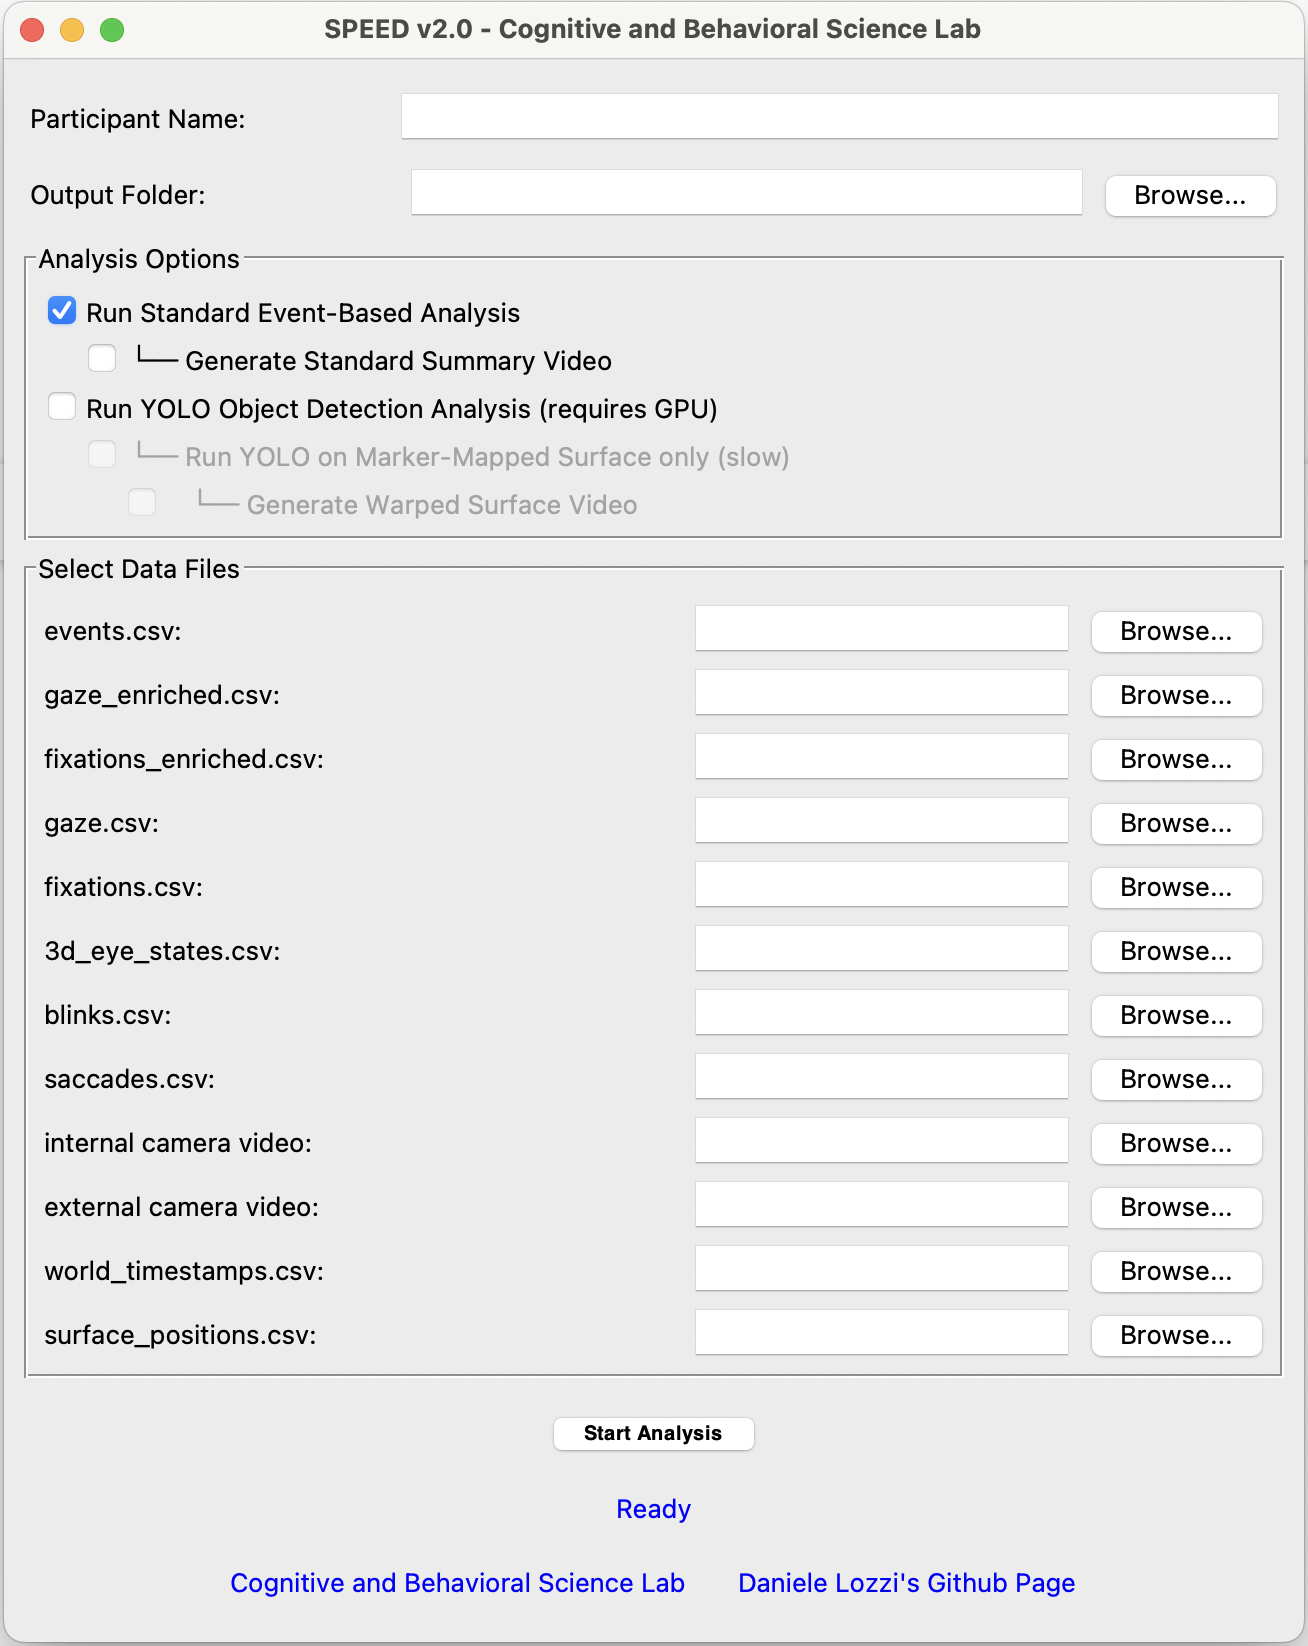 SPEED v2.0 - Cognitive and Behavioral Science Lab
Participant Name:
Output Folder: Browse...
Analysis Options
Run Standard Event-Based Analysis
└── Generate Standard Summary Video
Run YOLO Object Detection Analysis (requires GPU)
└── Run YOLO on Marker-Mapped Surface only (slow)
└── Generate Warped Surface Video
Select Data Files
events.csv: Browse...
gaze_enriched.csv: Browse...
fixations_enriched.csv: Browse...
gaze.csv: Browse...
fixations.csv: Browse...
3d_eye_states.csv: Browse...
blinks.csv: Browse...
saccades.csv: Browse...
internal camera video: Browse...
external camera video: Browse...
world_timestamps.csv: Browse...
surface_positions.csv: Browse...
Start Analysis
Ready
Cognitive and Behavioral Science Lab Daniele Lozzi's Github Page